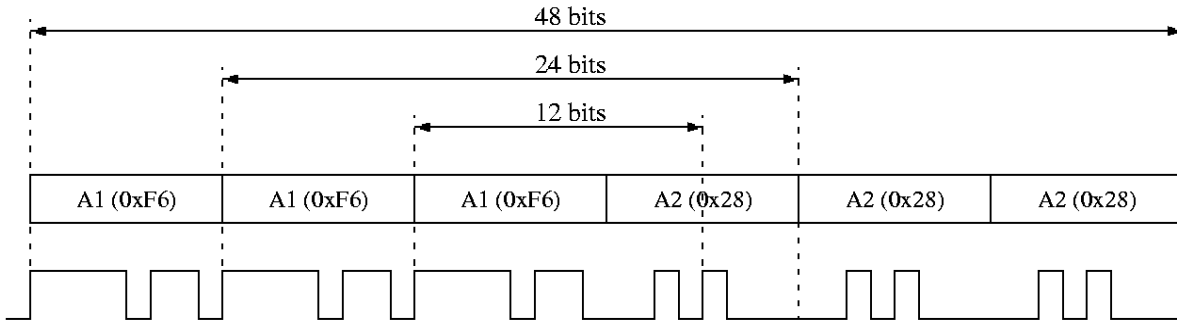 48 bits
24 bits
12 bits
A1 (0xF6) A1 (0xF6) A1 (0xF6) A2 (0x28) A2 (0x28) A2 (0x28)